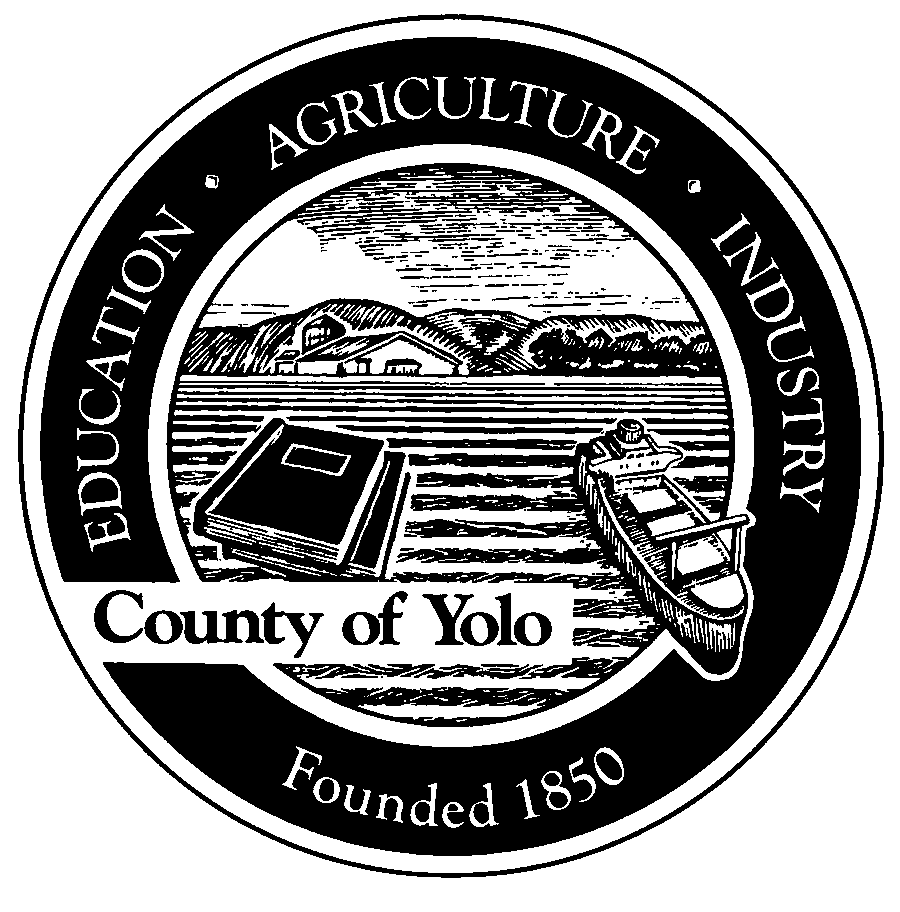 EDUCATION · AGRICULTURE · INDUSTRY
County of Yolo
Founded 1850